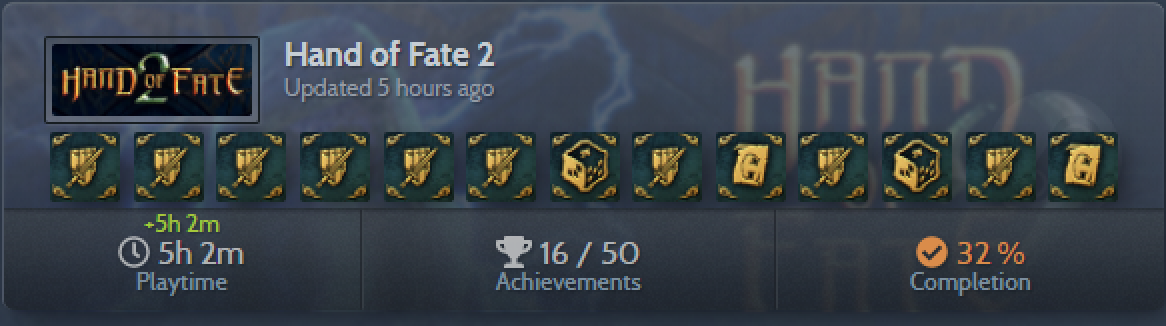 HAND OF FATE 2
Hand of Fate 2
Updated 5 hours ago
HAND
+5h 2m
5h 2m
Playtime
16 / 50
Achievements
32 %
Completion